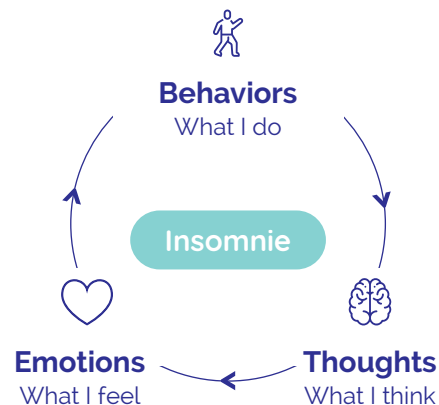 Behaviors
What I do
Insomnie
Emotions
What I feel
Thoughts
What I think